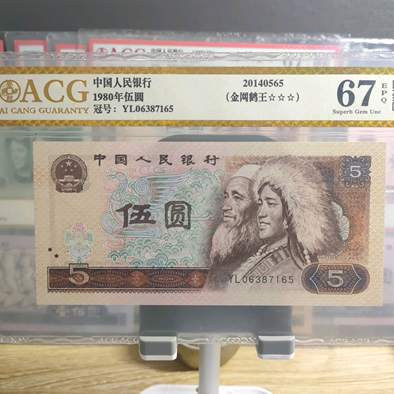 ACG
AI CANG GUARANTY
中国人民银行
1980年伍圆
冠号: YL06387165
20140565
(金网鹤王☆☆☆)
67 EPQ
Superb Gem Unc
中国人民银行
5
伍圆
YL06387165
5
5